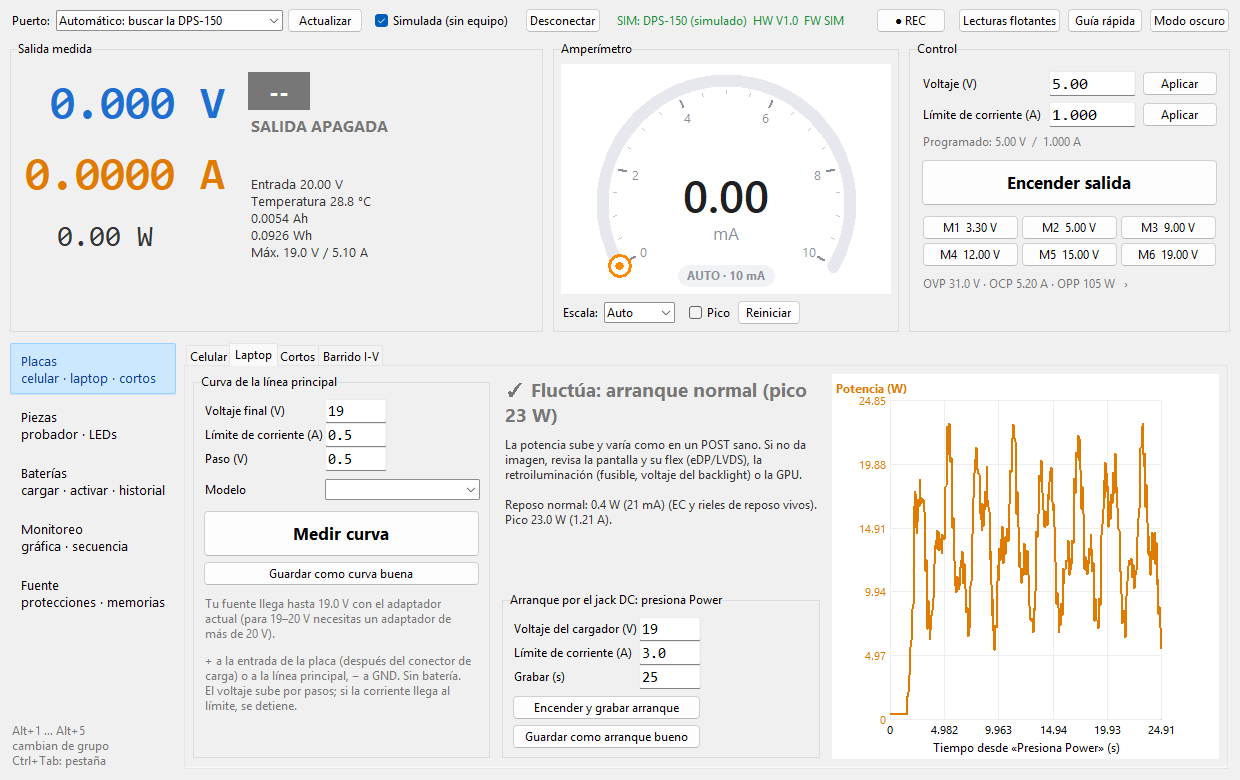 Puerto: Automático: buscar la DPS-150 Actualizar Simulada (sin equipo) Desconectar SIM: DPS-150 (simulado) HW V1.0 FW SIM ● REC Lecturas flotantes Guía rápida Modo oscuro
Salida medida
0.000 V
--
SALIDA APAGADA
0.0000 A
Entrada 20.00 V
Temperatura 28.8 °C
0.0054 Ah
0.0926 Wh
Máx. 19.0 V / 5.10 A
0.00 W
Amperímetro
0
2
4
6
8
10
0.00
mA
AUTO · 10 mA
Escala: Auto Pico Reiniciar
Control
Voltaje (V) 5.00 Aplicar
Límite de corriente (A) 1.000 Aplicar
Programado: 5.00 V / 1.000 A
Encender salida
M1 3.30 V M2 5.00 V M3 9.00 V
M4 12.00 V M5 15.00 V M6 19.00 V
OVP 31.0 V · OCP 5.20 A · OPP 105 W ›
Placas
celular · laptop · cortos
Piezas
probador · LEDs
Baterías
cargar · activar · historial
Monitoreo
gráfica · secuencia
Fuente
protecciones · memorias
Alt+1 ... Alt+5
cambian de grupo
Ctrl+Tab: pestaña
Celular Laptop Cortos Barrido I-V
Curva de la línea principal
Voltaje final (V) 19
Límite de corriente (A) 0.5
Paso (V) 0.5
Modelo
Medir curva
Guardar como curva buena
Tu fuente llega hasta 19.0 V con el adaptador
actual (para 19–20 V necesitas un adaptador de
más de 20 V).
+ a la entrada de la placa (después del conector de
carga) o a la línea principal, − a GND. Sin batería.
El voltaje sube por pasos; si la corriente llega al
límite, se detiene.
✓ Fluctúa: arranque normal (pico
23 W)
La potencia sube y varía como en un POST sano. Si no da
imagen, revisa la pantalla y su flex (eDP/LVDS), la
retroiluminación (fusible, voltaje del backlight) o la GPU.
Reposo normal: 0.4 W (21 mA) (EC y rieles de reposo vivos).
Pico 23.0 W (1.21 A).
Arranque por el jack DC: presiona Power
Voltaje del cargador (V) 19
Límite de corriente (A) 3.0
Grabar (s) 25
Encender y grabar arranque
Guardar como arranque bueno
Potencia (W)
24.85
19.88
14.91
9.94
4.97
0
0 4.982 9.963 14.94 19.93 24.91
Tiempo desde «Presiona Power» (s)